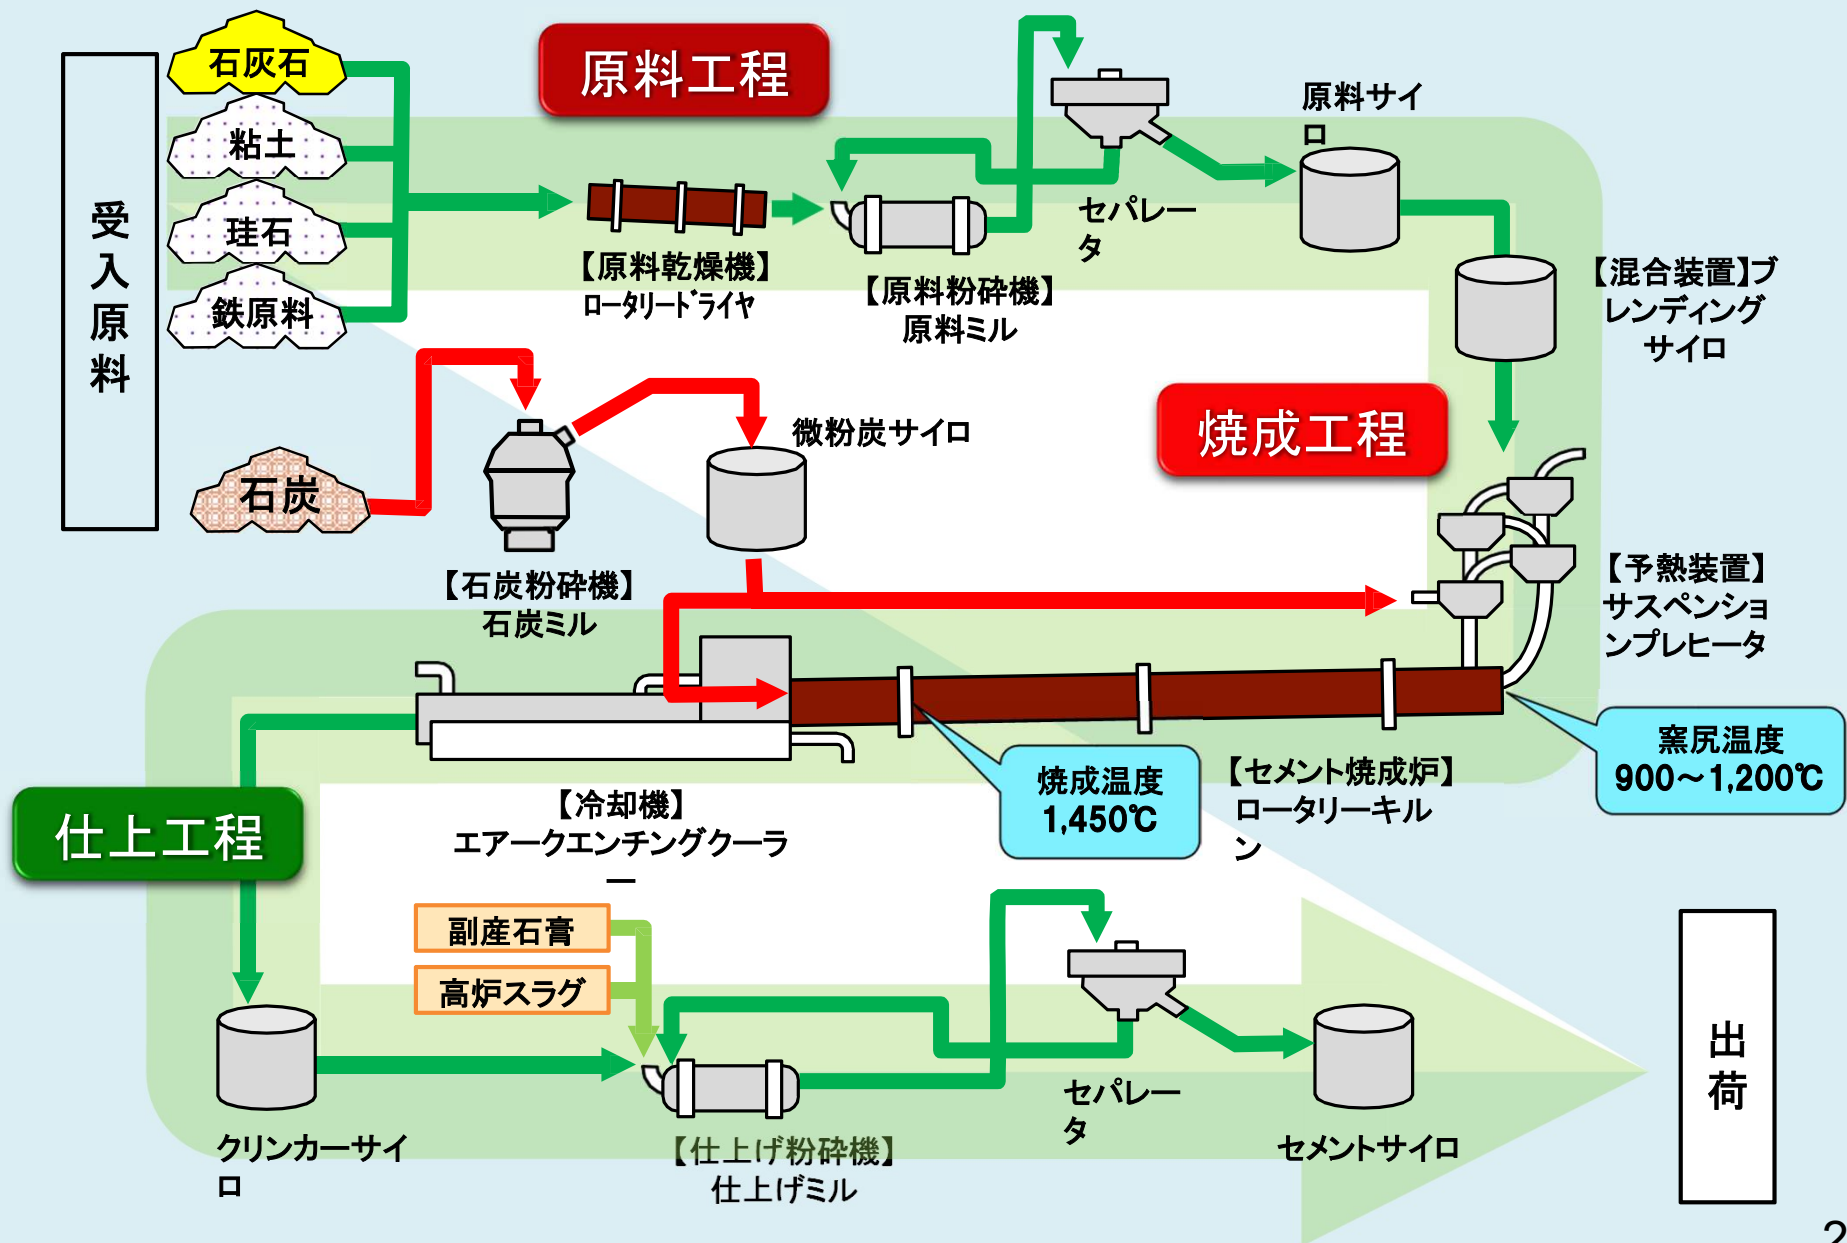 受入原料
石灰石
粘土
珪石
鉄原料
石炭
原料工程
【原料乾燥機】
ロータリードライヤ
【原料粉砕機】
原料ミル
セパレー
タ
原料サイ
ロ
【混合装置】ブ
レンディング
サイロ
焼成工程
微粉炭サイロ
【石炭粉砕機】
石炭ミル
【予熱装置】
サスペンショ
ンプレヒータ
窯尻温度
900～1,200℃
焼成温度
1,450℃
【セメント焼成炉】
ロータリーキル
ン
【冷却機】
エアークエンチングクーラ
ー
仕上工程
副産石膏
高炉スラグ
クリンカーサイ
ロ
【仕上げ粉砕機】
仕上げミル
セパレー
タ
セメントサイロ
出荷
2